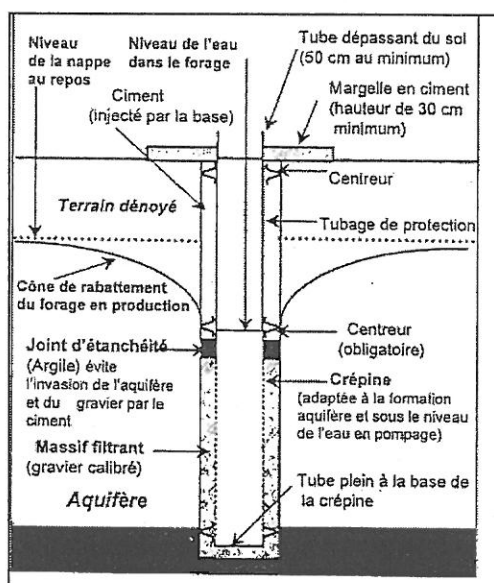 Niveau
de la nappe
au repos
Niveau de l'eau
dans le forage
Tube dépassant du sol
(50 cm au minimum)
Ciment
(injecté par la base)
Margelle en ciment
(hauteur de 30 cm
minimum)
Centreur
Terrain dénoyé
Tubage de protection
Cône de rabattement
du forage en production
Joint d'étanchéité
(Argile) évite
l'invasion de l'aquifère
et du gravier par le
ciment
Centreur
(obligatoire)
Crépine
(adaptée à la formation
aquifère et sous le niveau
de l'eau en pompage)
Massif filtrant
(gravier calibré)
Aquifère
Tube plein à la base de
la crépine